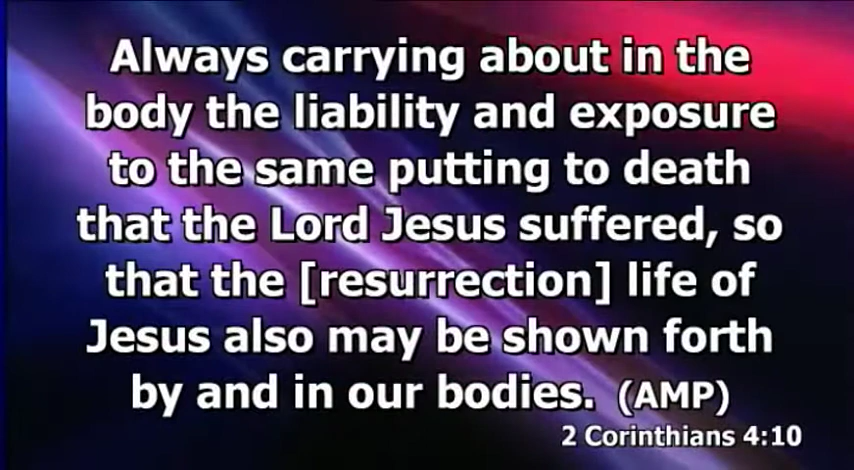 Always carrying about in the
body the liability and exposure
to the same putting to death
that the Lord Jesus suffered, so
that the [resurrection] life of
Jesus also may be shown forth
by and in our bodies. (AMP)
2 Corinthians 4:10